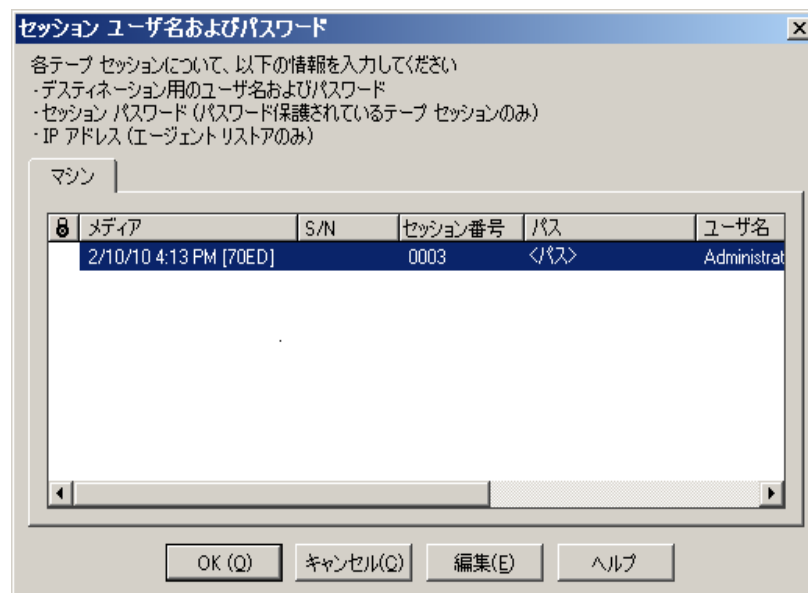 セッション ユーザ名およびパスワード
各テープ セッションについて、以下の情報を入力してください
・デスティネーション用のユーザ名およびパスワード
・セッション パスワード (パスワード保護されているテープ セッションのみ)
・IP アドレス (エージェント リストアのみ)
マシン
メディア S/N セッション番号 パス ユーザ名
2/10/10 4:13 PM [70ED] 0003 <パス> Administrat
OK (O) キャンセル(C) 編集(E) ヘルプ